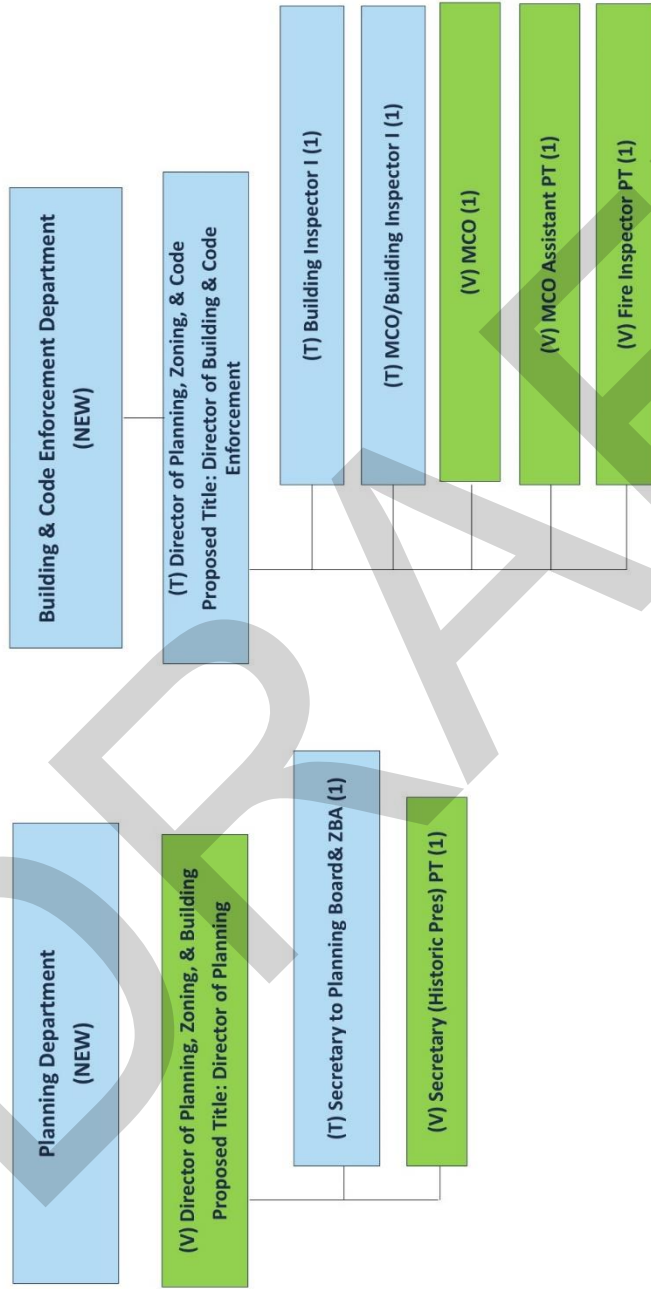 Planning Department
(NEW)
(V) Director of Planning, Zoning, & Building
Proposed Title: Director of Planning
(T) Secretary to Planning Board& ZBA (1)
(V) Secretary (Historic Pres) PT (1)
Building & Code Enforcement Department
(NEW)
(T) Director of Planning, Zoning, & Code
Proposed Title: Director of Building & Code
Enforcement
(T) Building Inspector I (1)
(T) MCO/Building Inspector I (1)
(V) MCO (1)
(V) MCO Assistant PT (1)
(V) Fire Inspector PT (1)
DRAF